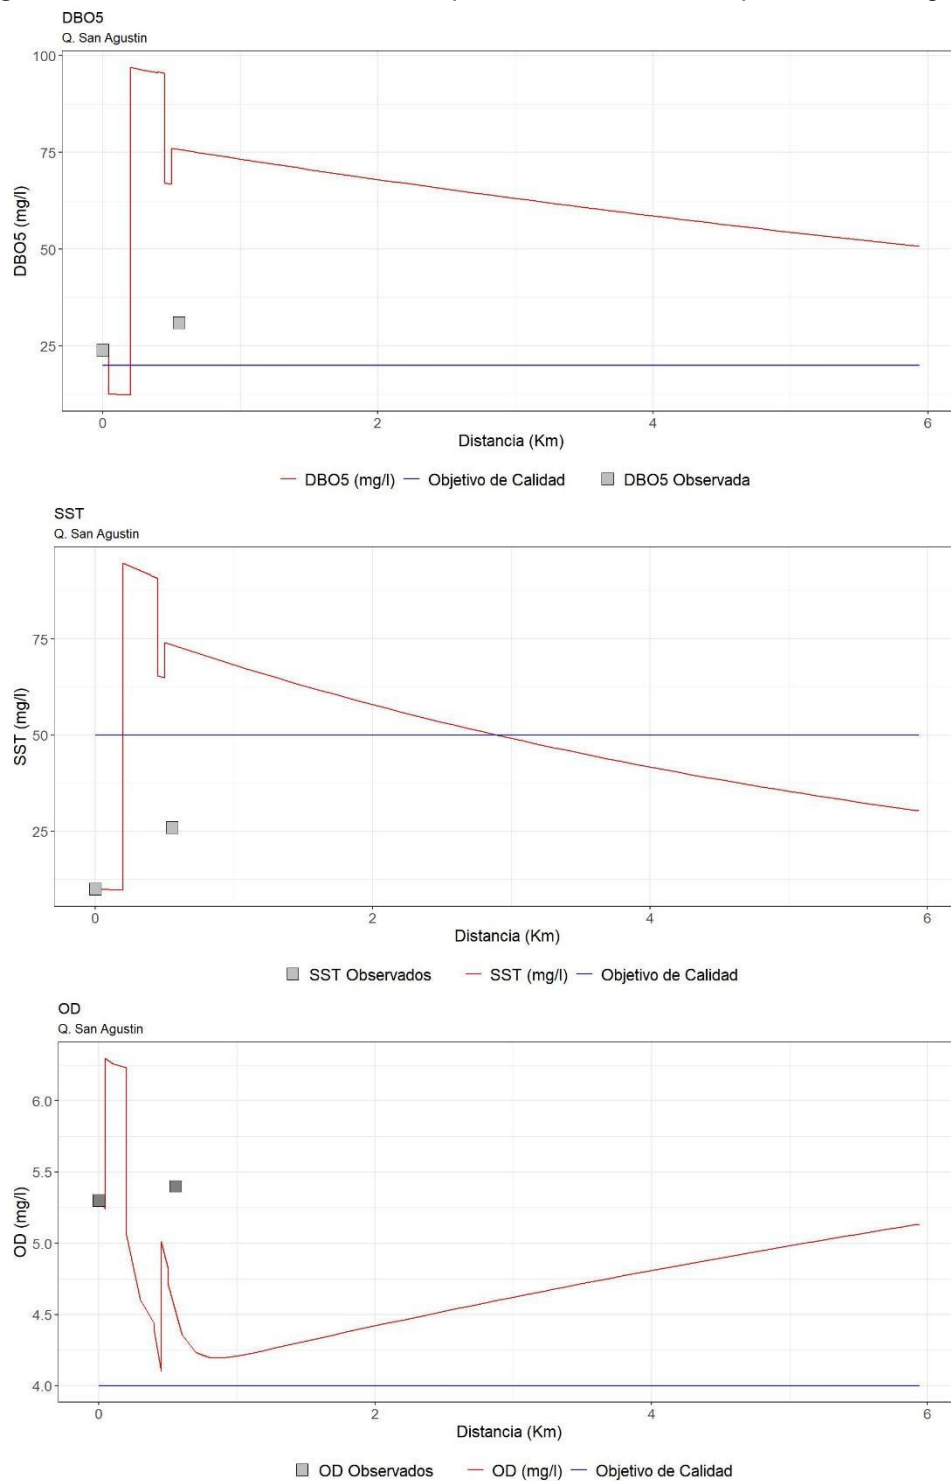 DBO5
Q. San Agustin
100
75
50
25
DBO5 (mg/l)
0 2 4 6
Distancia (Km)
DBO5 (mg/l) Objetivo de Calidad DBO5 Observada
SST
Q. San Agustin
75
50
25
SST (mg/l)
0 2 4 6
Distancia (Km)
SST Observados SST (mg/l) Objetivo de Calidad
OD
Q. San Agustin
6.0
5.5
5.0
4.5
4.0
OD (mg/l)
0 2 4 6
Distancia (Km)
OD Observados OD (mg/l) Objetivo de Calidad